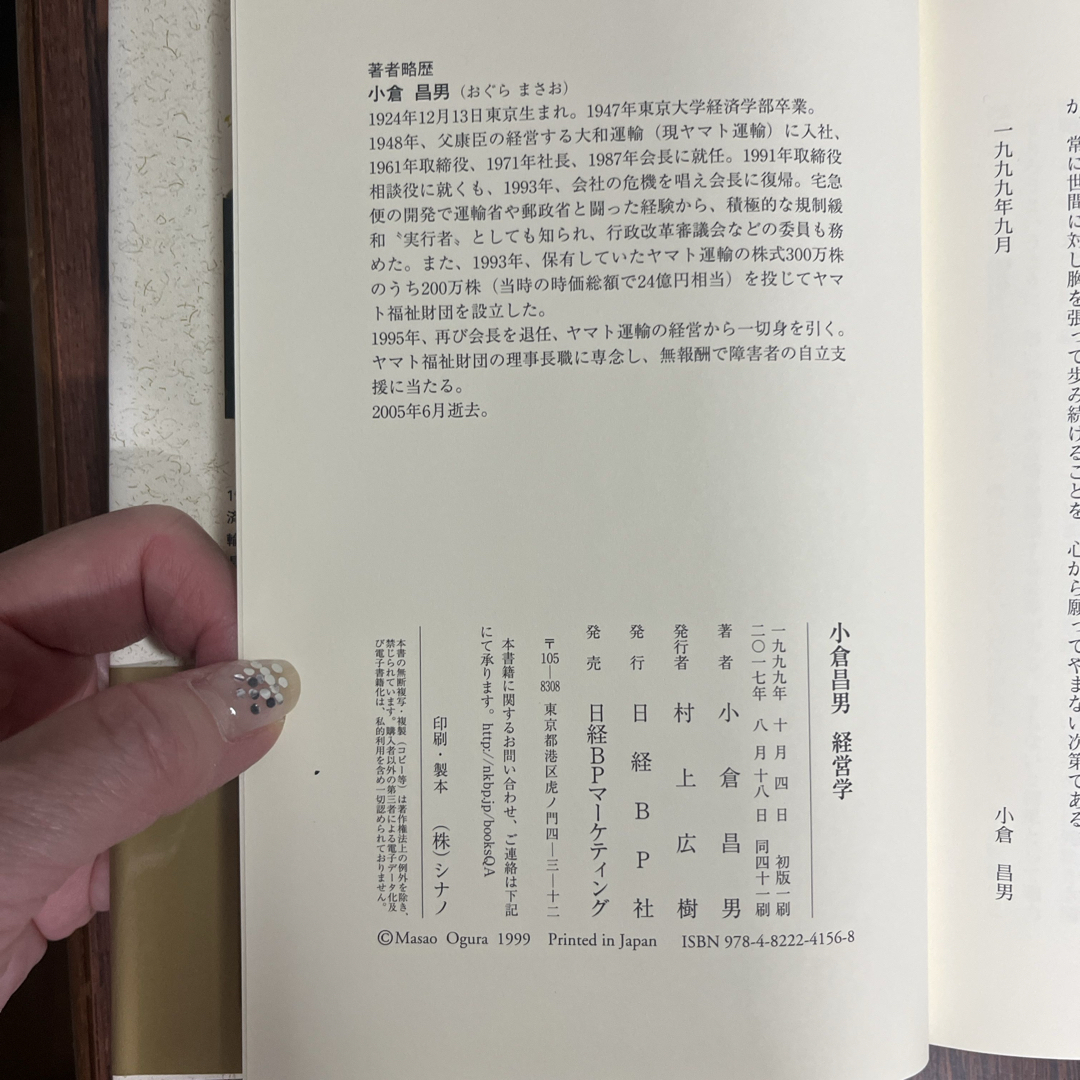 著者略歴
小倉 昌男（おぐら まさお）
1924年12月13日東京生まれ。1947年東京大学経済学部卒業。
1948年、父康臣の経営する大和運輸（現ヤマト運輸）に入社、
1961年取締役、1971年社長、1987年会長に就任。1991年取締役
相談役に就くも、1993年、会社の危機を唱え会長に復帰。宅急
便の開発で運輸省や郵政省と闘った経験から、積極的な規制緩
和〝実行者〟としても知られ、行政改革審議会などの委員も務
めた。また、1993年、保有していたヤマト運輸の株式300万株
のうち200万株（当時の時価総額で24億円相当）を投じてヤマ
ト福祉財団を設立した。
1995年、再び会長を退任、ヤマト運輸の経営から一切身を引く。
ヤマト福祉財団の理事長職に専念し、無報酬で障害者の自立支
援に当たる。
2005年6月逝去。
小倉昌男 経営学
一九九九年 十月 四日 初版一刷
二〇一七年 八月十八日 同四十一刷
著者 小倉昌男
発行者 村上広樹
発行 日経BP社
発売 日経BPマーケティング
〒105―8308 東京都港区虎ノ門四―三―十二
本書籍に関するお問い合わせ、ご連絡は下記
にて承ります。http://nkbp.jp/booksQA
印刷・製本 （株）シナノ
本書の無断複写・複製（コピー等）は著作権法上の例外を除き、
禁じられています。購入者以外の第三者による電子データ化及
び電子書籍化は、私的利用を含め一切認められておりません。
©Masao Ogura 1999 Printed in Japan ISBN 978-4-8222-4156-8
が、常に世間に対し胸を張って歩み続けることを、心から願ってやまない次第である
一九九九年九月
小倉 昌男